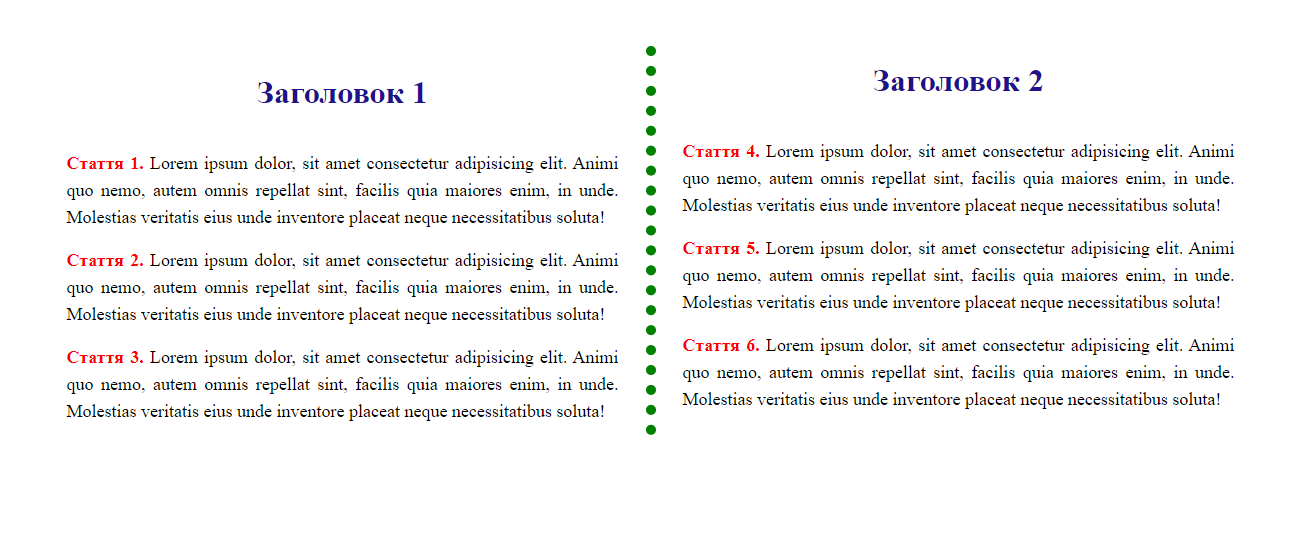 Заголовок 1
Стаття 1. Lorem ipsum dolor, sit amet consectetur adipisicing elit. Animi
quo nemo, autem omnis repellat sint, facilis quia maiores enim, in unde.
Molestias veritatis eius unde inventore placeat neque necessitatibus soluta!
Стаття 2. Lorem ipsum dolor, sit amet consectetur adipisicing elit. Animi
quo nemo, autem omnis repellat sint, facilis quia maiores enim, in unde.
Molestias veritatis eius unde inventore placeat neque necessitatibus soluta!
Стаття 3. Lorem ipsum dolor, sit amet consectetur adipisicing elit. Animi
quo nemo, autem omnis repellat sint, facilis quia maiores enim, in unde.
Molestias veritatis eius unde inventore placeat neque necessitatibus soluta!
Заголовок 2
Стаття 4. Lorem ipsum dolor, sit amet consectetur adipisicing elit. Animi
quo nemo, autem omnis repellat sint, facilis quia maiores enim, in unde.
Molestias veritatis eius unde inventore placeat neque necessitatibus soluta!
Стаття 5. Lorem ipsum dolor, sit amet consectetur adipisicing elit. Animi
quo nemo, autem omnis repellat sint, facilis quia maiores enim, in unde.
Molestias veritatis eius unde inventore placeat neque necessitatibus soluta!
Стаття 6. Lorem ipsum dolor, sit amet consectetur adipisicing elit. Animi
quo nemo, autem omnis repellat sint, facilis quia maiores enim, in unde.
Molestias veritatis eius unde inventore placeat neque necessitatibus soluta!